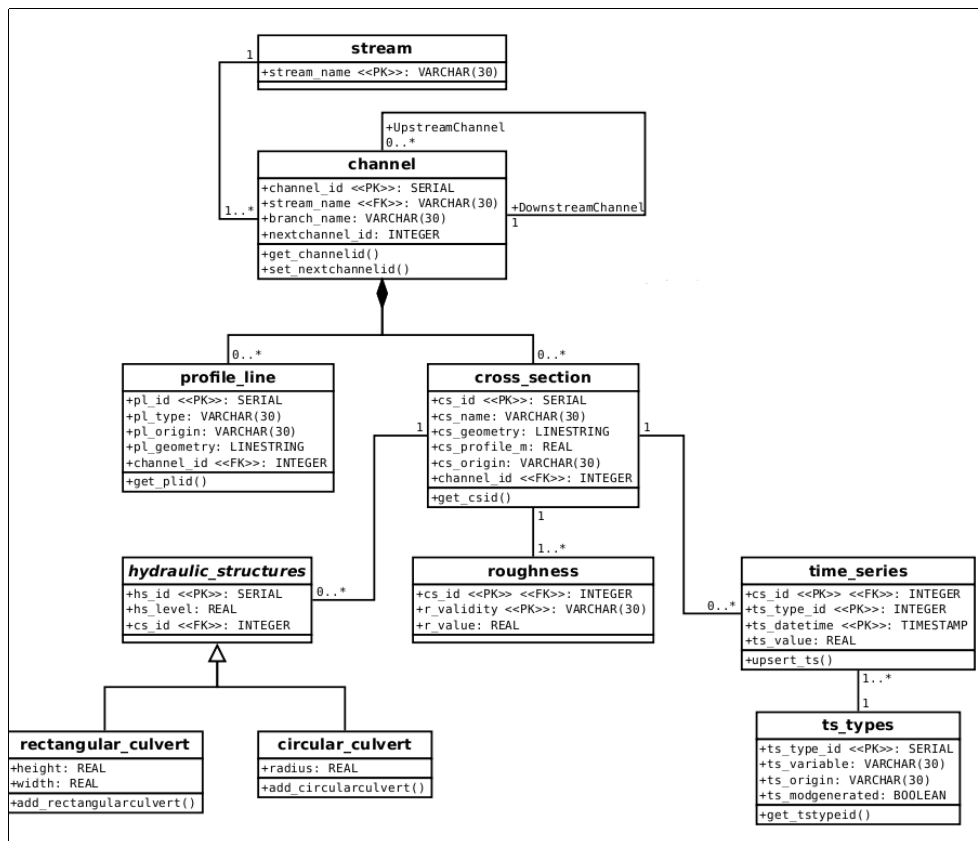 stream
+stream_name <<PK>>: VARCHAR(30)
1
+UpstreamChannel
0..*
channel
+channel_id <<PK>>: SERIAL
+stream_name <<FK>>: VARCHAR(30)
+branch_name: VARCHAR(30)
+nextchannel_id: INTEGER
+get_channelid()
+set_nextchannelid()
1..*
+DownstreamChannel
1
0..*
0..*
profile_line
+pl_id <<PK>>: SERIAL
+pl_type: VARCHAR(30)
+pl_origin: VARCHAR(30)
+pl_geometry: LINESTRING
+channel_id <<FK>>: INTEGER
+get_plid()
cross_section
+cs_id <<PK>>: SERIAL
+cs_name: VARCHAR(30)
+cs_geometry: LINESTRING
+cs_profile_m: REAL
+cs_origin: VARCHAR(30)
+channel_id <<FK>>: INTEGER
+get_csid()
1
1
1
1..*
hydraulic_structures
+hs_id <<PK>>: SERIAL
+hs_level: REAL
+cs_id <<FK>>: INTEGER
0..*
roughness
+cs_id <<PK>> <<FK>>: INTEGER
+r_validity <<PK>>: VARCHAR(30)
+r_value: REAL
0..*
time_series
+cs_id <<PK>> <<FK>>: INTEGER
+ts_type_id <<PK>>: INTEGER
+ts_datetime <<PK>>: TIMESTAMP
+ts_value: REAL
+upsert_ts()
1..*
1
rectangular_culvert
+height: REAL
+width: REAL
+add_rectangularculvert()
circular_culvert
+radius: REAL
+add_circularculvert()
ts_types
+ts_type_id <<PK>>: SERIAL
+ts_variable: VARCHAR(30)
+ts_origin: VARCHAR(30)
+ts_modgenerated: BOOLEAN
+get_tstypeid()